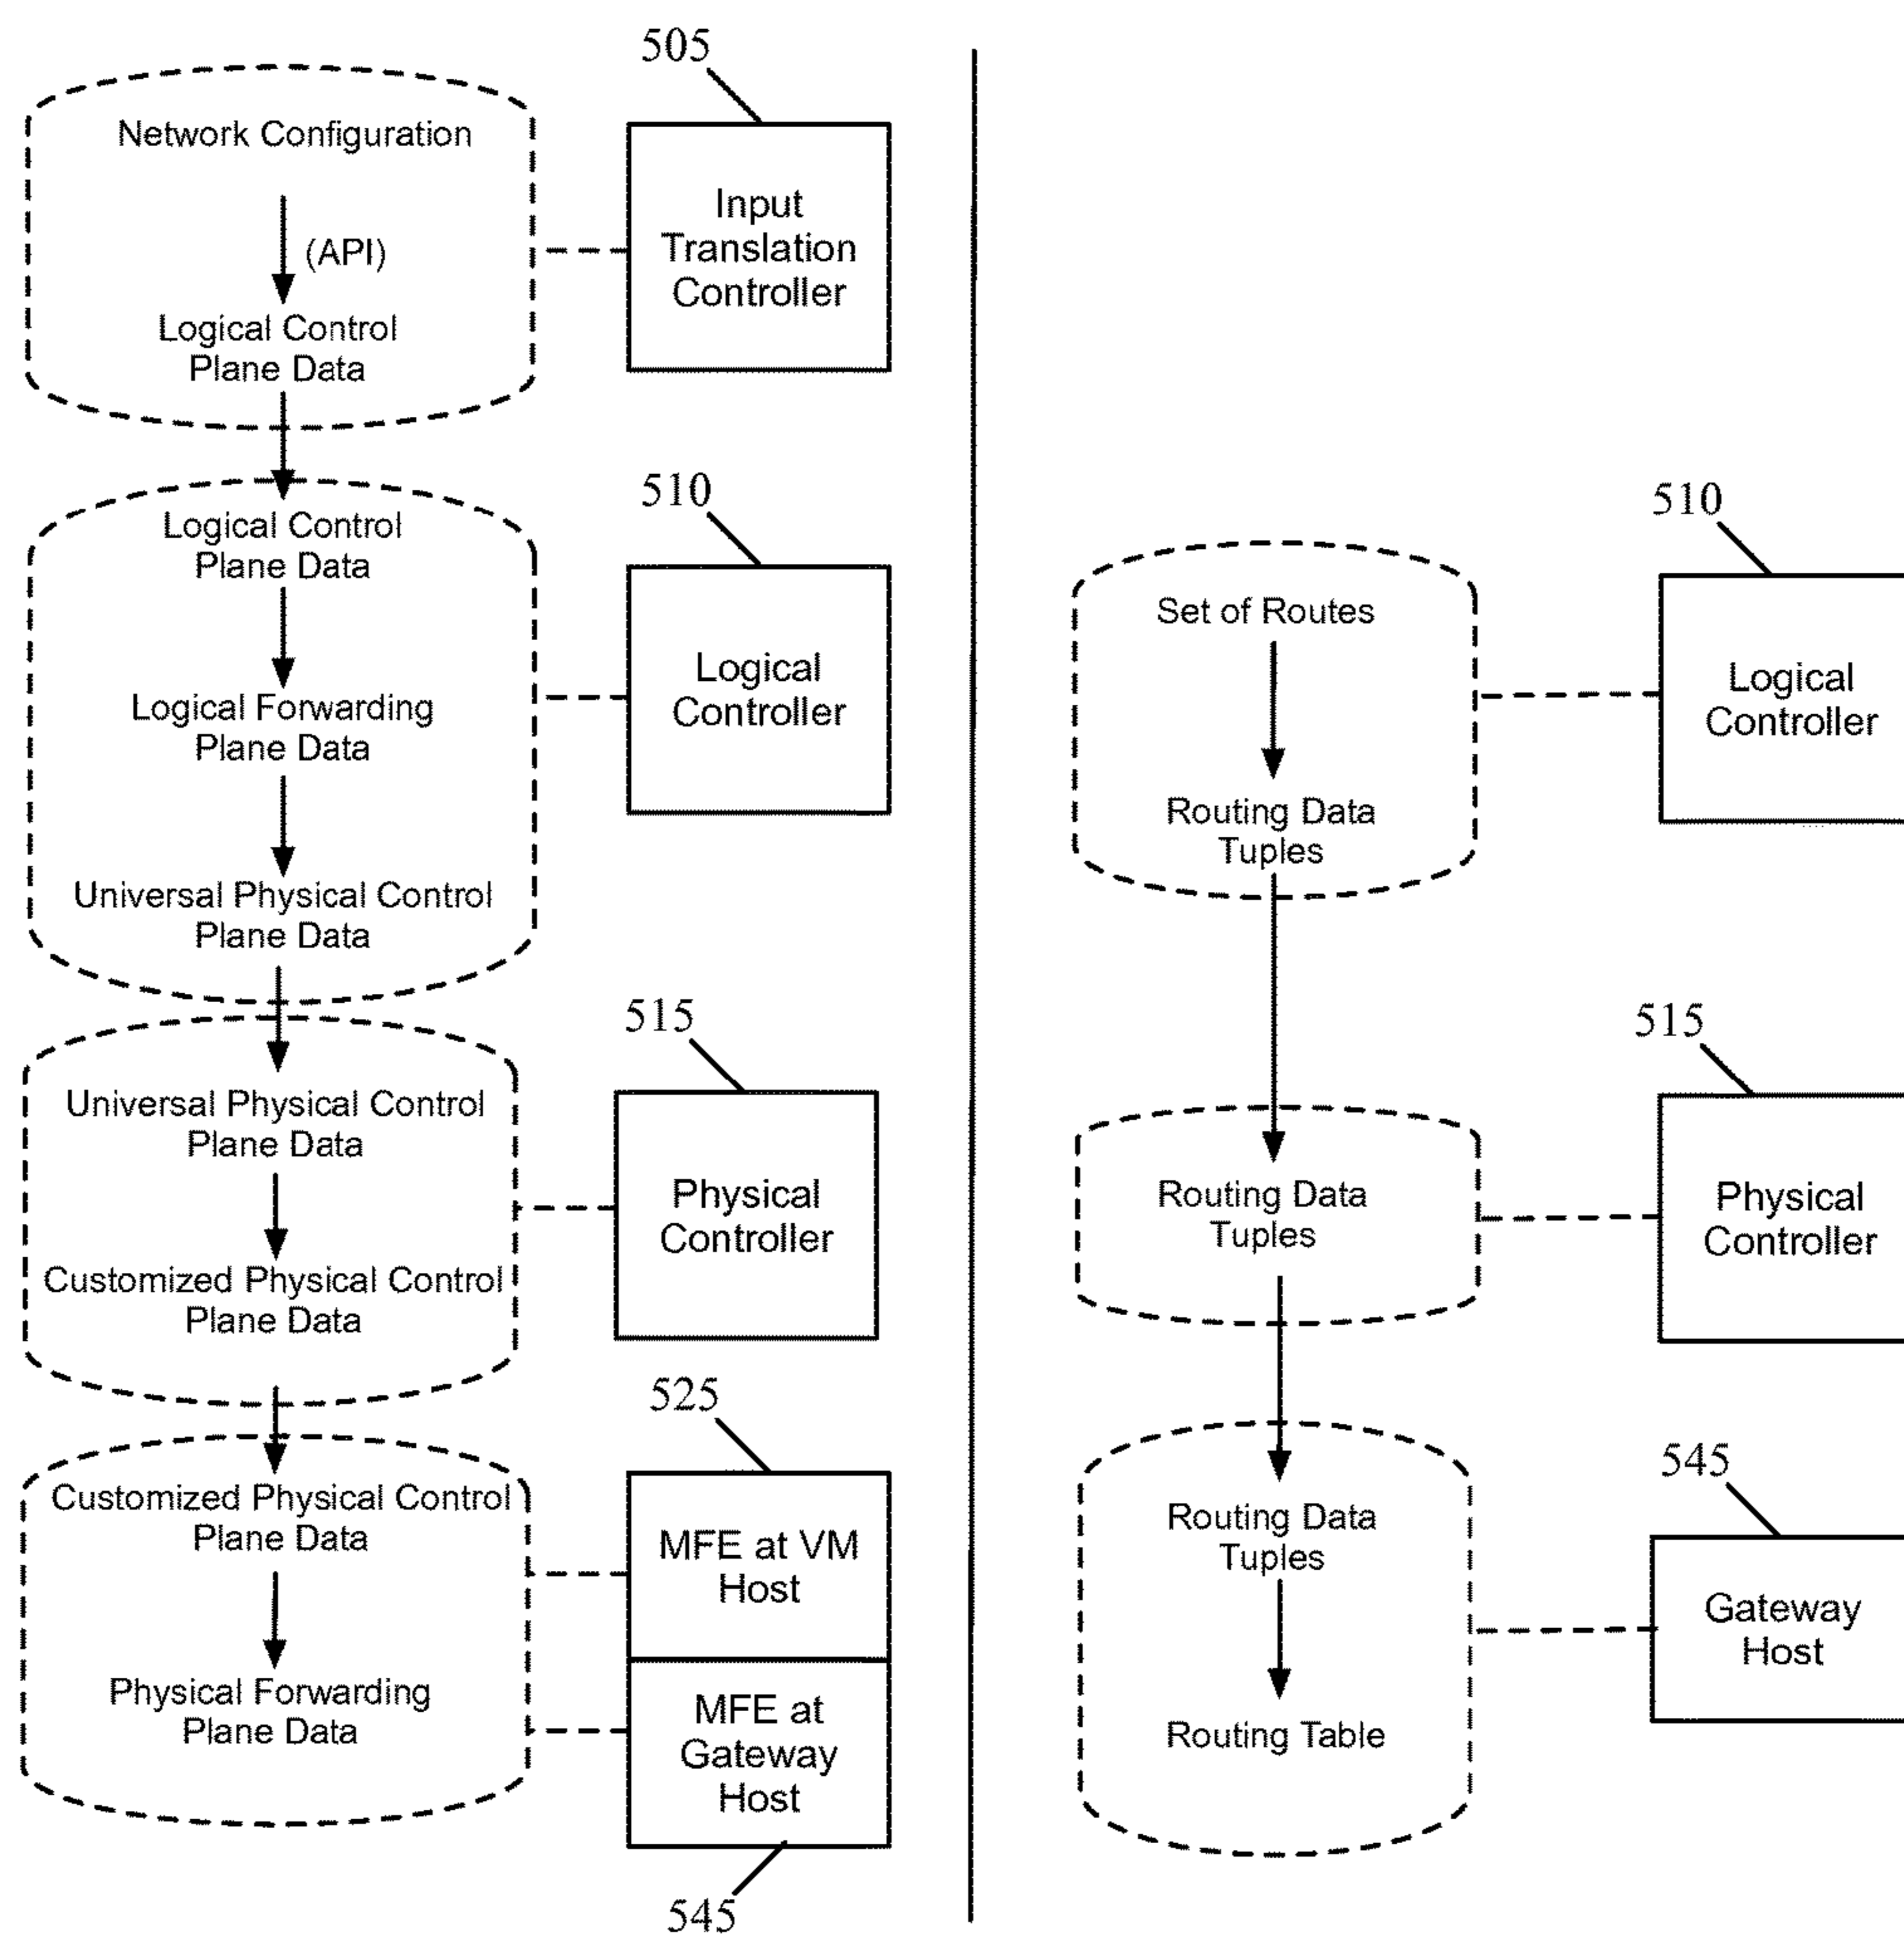 505
Network Configuration
(API)
Logical Control
Plane Data
Input
Translation
Controller
510
Logical Control
Plane Data
Logical Forwarding
Plane Data
Universal Physical Control
Plane Data
Logical
Controller
515
Universal Physical Control
Plane Data
Customized Physical Control
Plane Data
Physical
Controller
525
Customized Physical Control
Plane Data
Physical Forwarding
Plane Data
MFE at VM
Host
MFE at
Gateway
Host
545
510
Set of Routes
Routing Data
Tuples
Logical
Controller
515
Routing Data
Tuples
Physical
Controller
545
Routing Data
Tuples
Routing Table
Gateway
Host